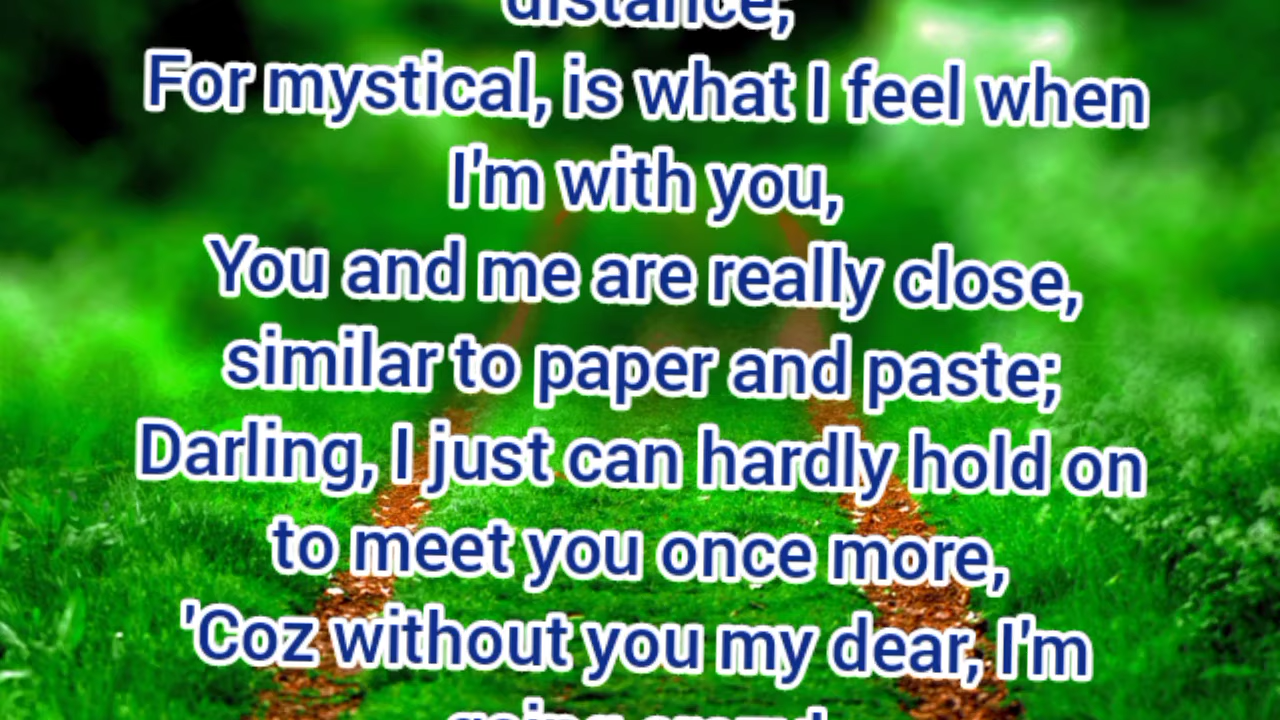 distance;
For mystical, is what I feel when
I'm with you,
You and me are really close,
similar to paper and paste;
Darling, I just can hardly hold on
to meet you once more,
'Coz without you my dear, I'm